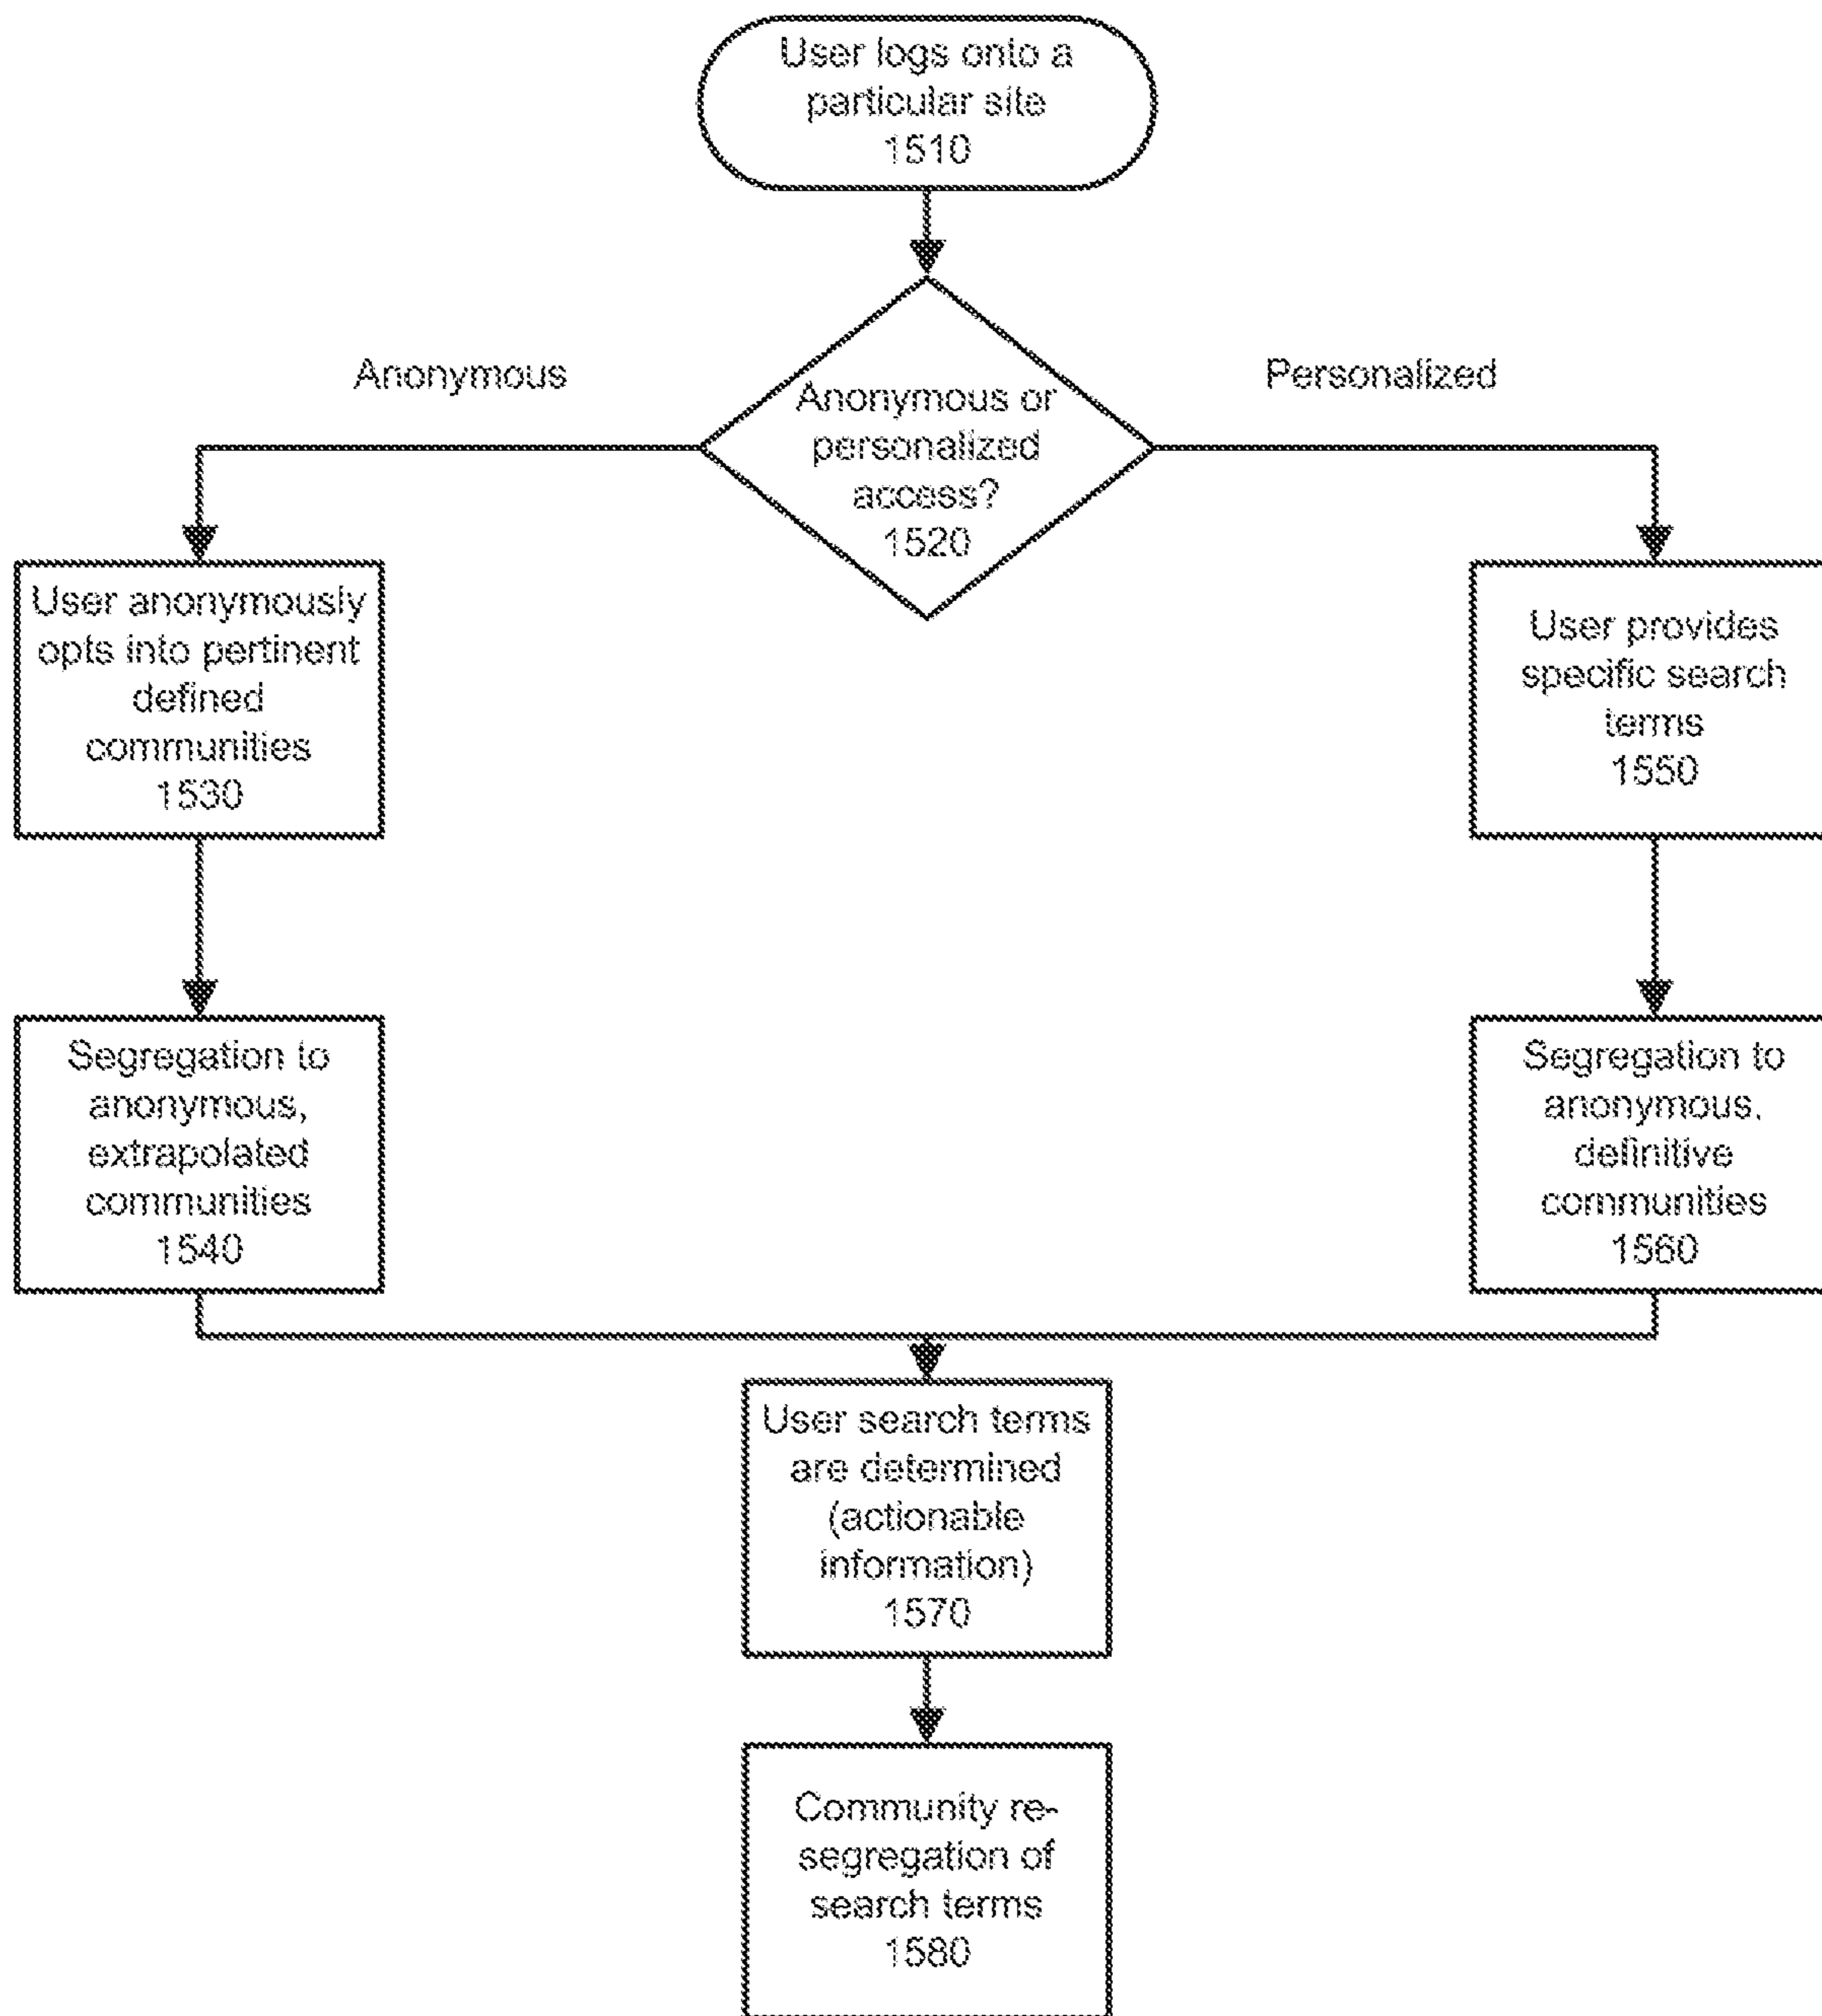 User logs onto a
particular site
1510
Anonymous
Personalized
Anonymous or
personalized
access?
1520
User anonymously
opts into pertinent
defined
communities
1530
User provides
specific search
terms
1550
Segregation to
anonymous,
extrapolated
communities
1540
Segregation to
anonymous,
definitive
communities
1560
User search terms
are determined
(actionable
information)
1570
Community re-
segregation of
search terms
1580